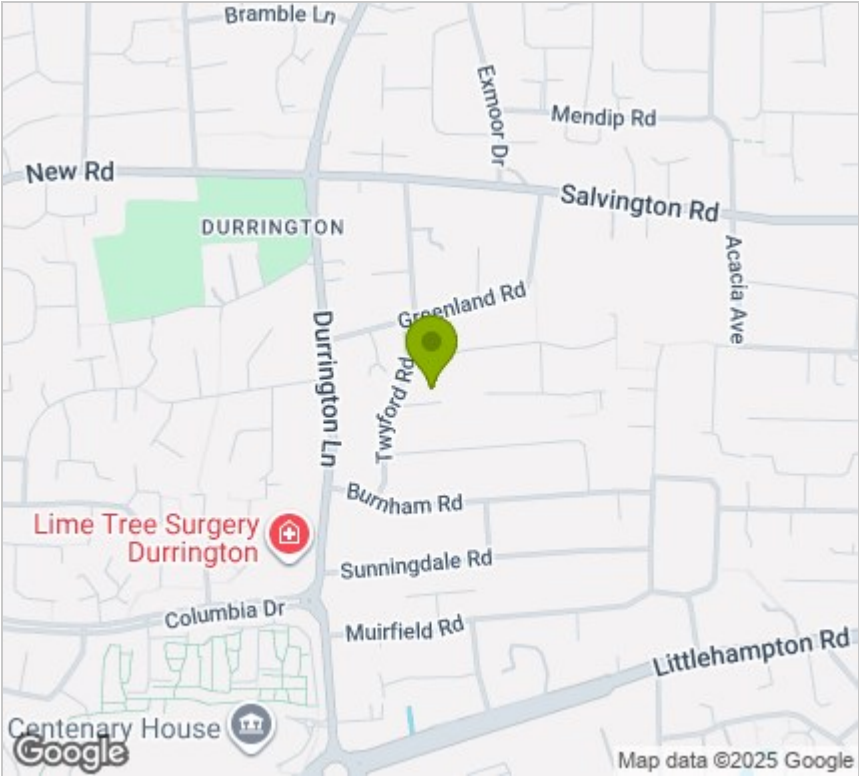 Bramble Ln
Exmoor Dr
Mendip Rd
New Rd
Salvington Rd
DURRINGTON
Acacia Ave
Greenland Rd
Durrington Ln
Twyford Rd
Burnham Rd
Lime Tree Surgery
Durrington
Sunningdale Rd
Columbia Dr
Muirfield Rd
Littlehampton Rd
Centenary House
Google
Map data ©2025 Google